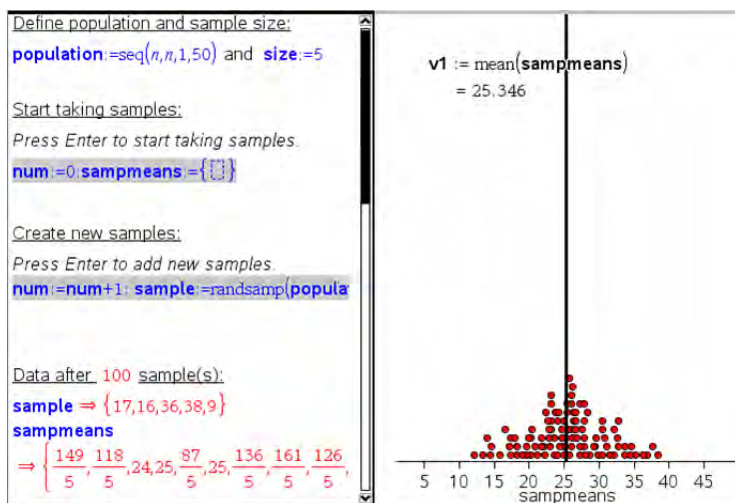 Define population and sample size:
population:=seq(n,n,1,50) and size:=5
Start taking samples:
Press Enter to start taking samples.
num:=0:sampmeans:={}
Create new samples:
Press Enter to add new samples.
num:=num+1: sample:=randsamp(popula
Data after 100 sample(s):
sample ⇒ {17,16,36,38,9}
sampmeans
⇒ {149/5,118/5,24,25,87/5,25,136/5,161/5,126/5,
v1 := mean(sampmeans)
= 25.346
5 10 15 20 25 30 35 40 45
sampmeans